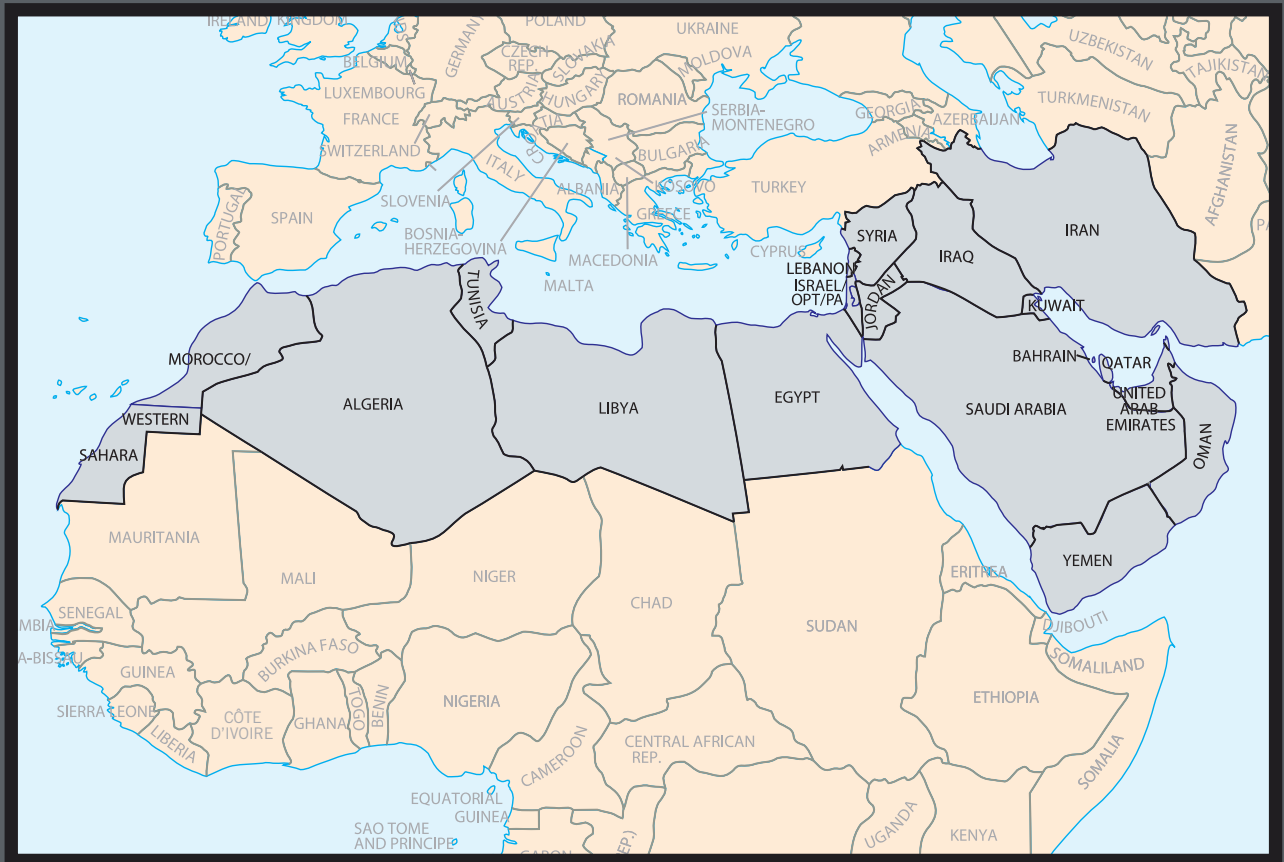 IRELAND
KINGDOM
BELGIUM
GERMANY
POLAND
UKRAINE
UZBEKISTAN
TAJIKISTAN
CZECH
REP.
SLOVAKIA
MOLDOVA
LUXEMBOURG
AUSTRIA
HUNGARY
ROMANIA
TURKMENISTAN
FRANCE
SERBIA-
MONTENEGRO
GEORGIA
AZERBAIJAN
ARMENIA
SWITZERLAND
CROATIA
BULGARIA
AFGHANISTAN
ITALY
ALBANIA
KOSOVO
TURKEY
SLOVENIA
PORTUGAL
SPAIN
GREECE
BOSNIA-
HERZEGOVINA
MACEDONIA
CYPRUS
MALTA
SYRIA
IRAQ
IRAN
LEBANON
ISRAEL/
OPT/PA
JORDAN
KUWAIT
TUNISIA
MOROCCO/
WESTERN
SAHARA
ALGERIA
LIBYA
EGYPT
BAHRAIN
QATAR
UNITED
ARAB
EMIRATES
SAUDI ARABIA
OMAN
YEMEN
MAURITANIA
MALI
NIGER
CHAD
SUDAN
ERITREA
DJIBOUTI
SOMALILAND
SENEGAL
MBIA
A-BISSAU
GUINEA
BURKINA FASO
SIERRA LEONE
LIBERIA
CÔTE
D'IVOIRE
GHANA
TOGO
BENIN
NIGERIA
CAMEROON
CENTRAL AFRICAN
REP.
ETHIOPIA
SOMALIA
EQUATORIAL
GUINEA
SAO TOME
AND PRINCIPE
GABON
REP.)
UGANDA
KENYA